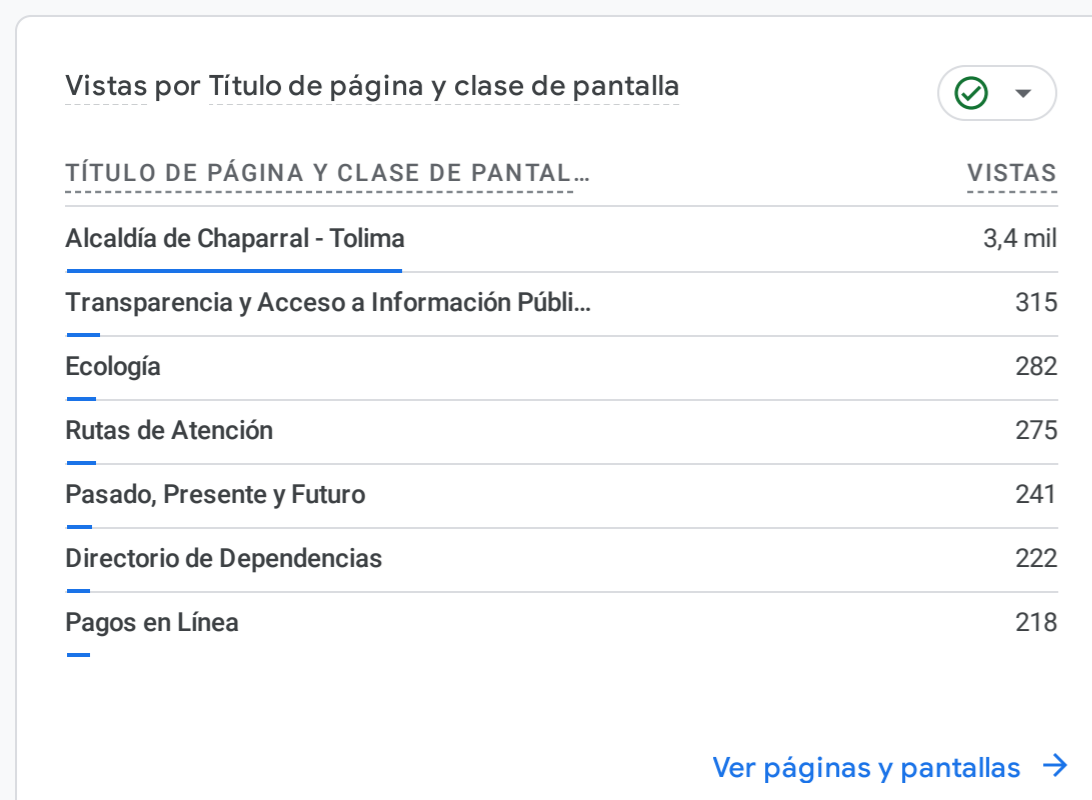 Vistas por Título de página y clase de pantalla
TÍTULO DE PÁGINA Y CLASE DE PANTAL… VISTAS
Alcaldía de Chaparral - Tolima 3,4 mil
Transparencia y Acceso a Información Públi… 315
Ecología 282
Rutas de Atención 275
Pasado, Presente y Futuro 241
Directorio de Dependencias 222
Pagos en Línea 218
Ver páginas y pantallas